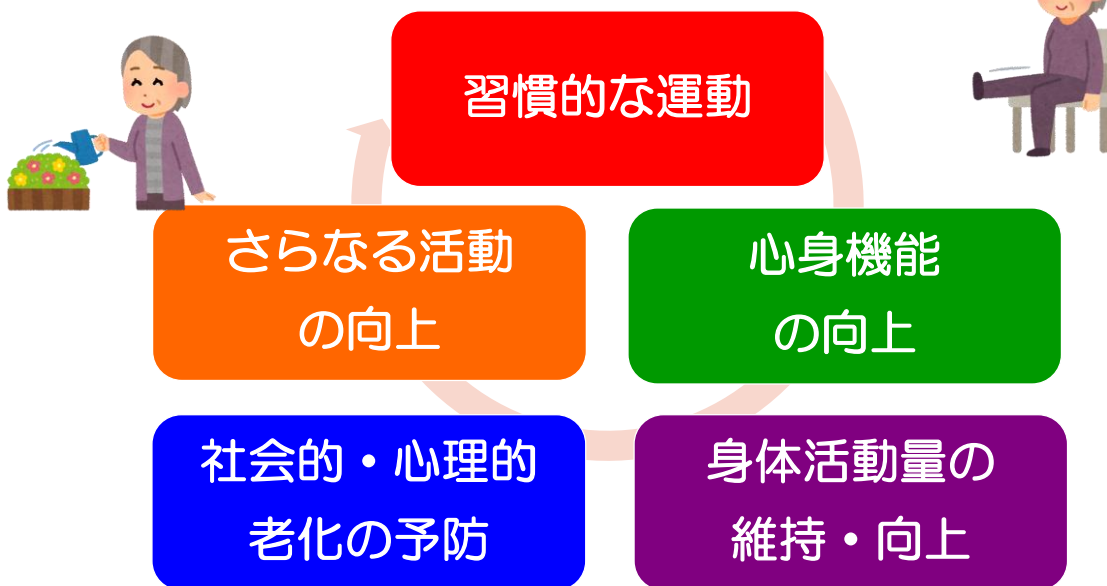 習慣的な運動
さらなる活動
の向上
心身機能
の向上
社会的・心理的
老化の予防
身体活動量の
維持・向上